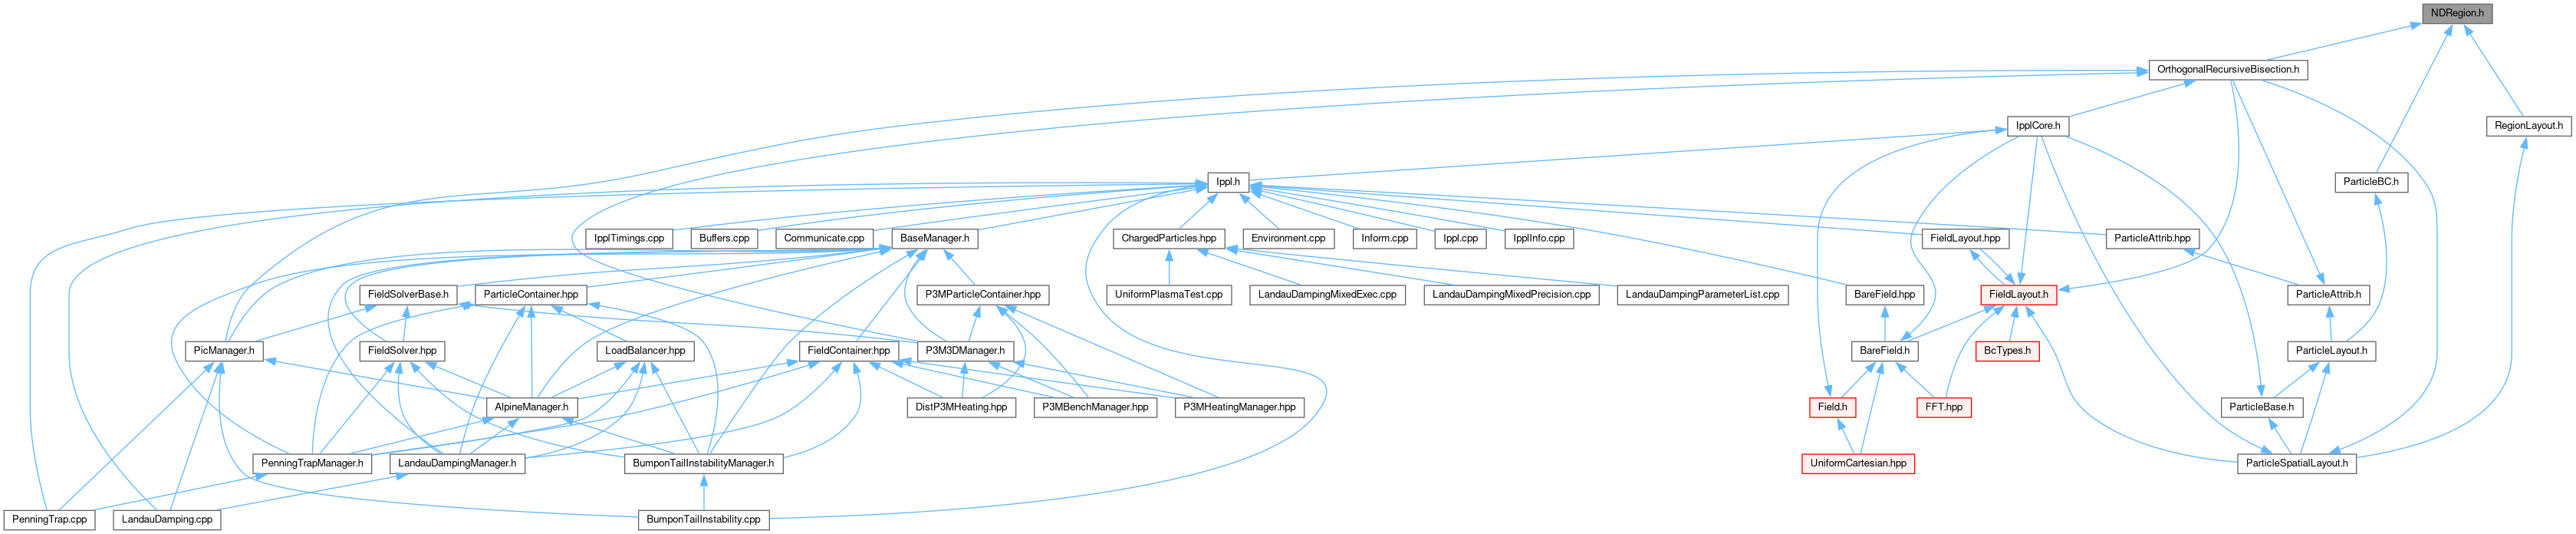 NDRegion.h
OrthogonalRecursiveBisection.h
IpplCore.h
RegionLayout.h
Ippl.h
ParticleBC.h
IpplTimings.cpp
Buffers.cpp
Communicate.cpp
BaseManager.h
ChargedParticles.hpp
Environment.cpp
Inform.cpp
Ippl.cpp
IpplInfo.cpp
FieldLayout.hpp
ParticleAttrib.hpp
FieldSolverBase.h
ParticleContainer.hpp
P3MParticleContainer.hpp
UniformPlasmaTest.cpp
LandauDampingMixedExec.cpp
LandauDampingMixedPrecision.cpp
LandauDampingParameterList.cpp
BareField.hpp
FieldLayout.h
ParticleAttrib.h
PicManager.h
FieldSolver.hpp
LoadBalancer.hpp
FieldContainer.hpp
P3M3DManager.h
BareField.h
BcTypes.h
ParticleLayout.h
AlpineManager.h
DistP3MHeating.hpp
P3MBenchManager.hpp
P3MHeatingManager.hpp
Field.h
FFT.hpp
ParticleBase.h
PenningTrapManager.h
LandauDampingManager.h
BumponTailInstabilityManager.h
UniformCartesian.hpp
ParticleSpatialLayout.h
PenningTrap.cpp
LandauDamping.cpp
BumponTailInstability.cpp